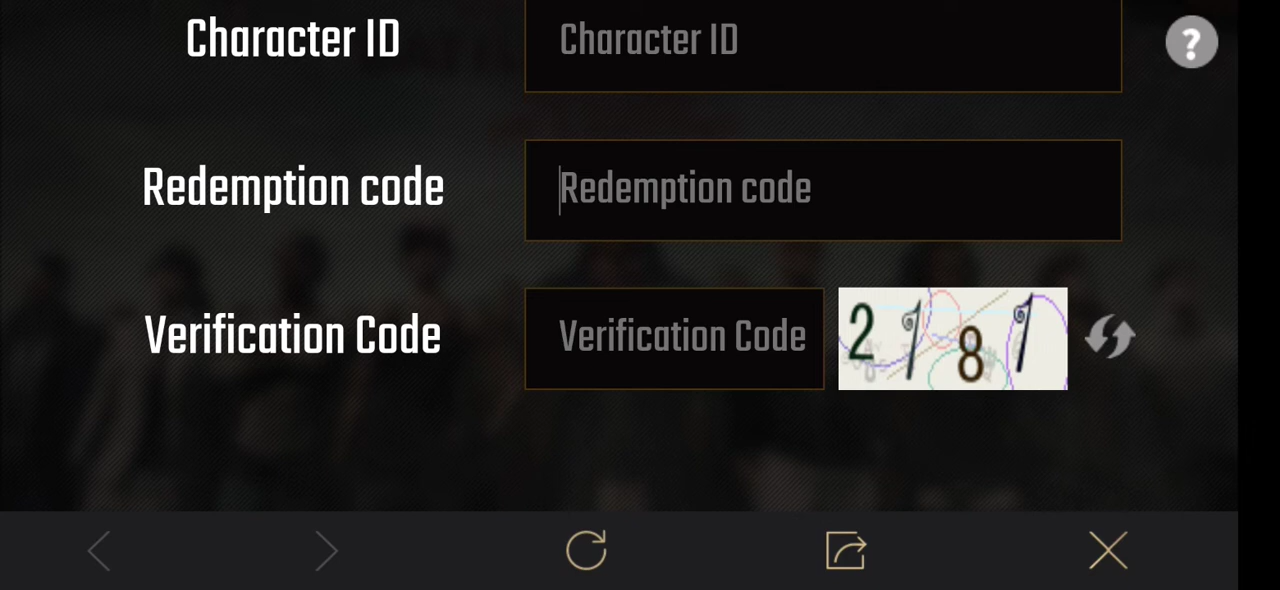 Character ID Character ID ?
Redemption code Redemption code
Verification Code Verification Code